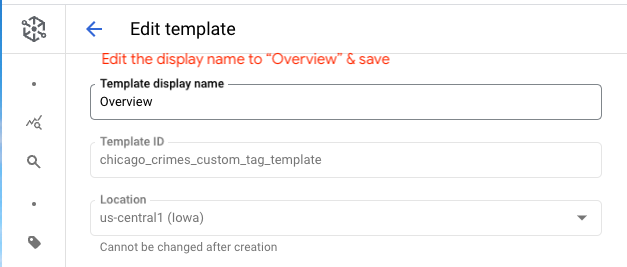 Edit template
Edit the display name to “Overview” & save
Template display name
Overview
Template ID
chicago_crimes_custom_tag_template
Location
us-central1 (Iowa)
Cannot be changed after creation